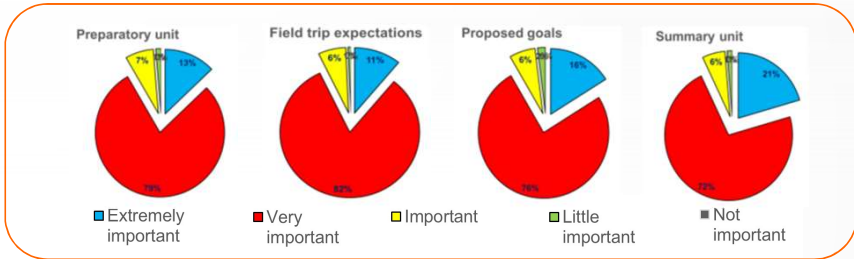 Preparatory unit
Field trip expectations
Proposed goals
Summary unit
7%
13%
6%
11%
6%
16%
6%
21%
79%
82%
76%
72%
Extremely important
Very important
Important
Little important
Not important